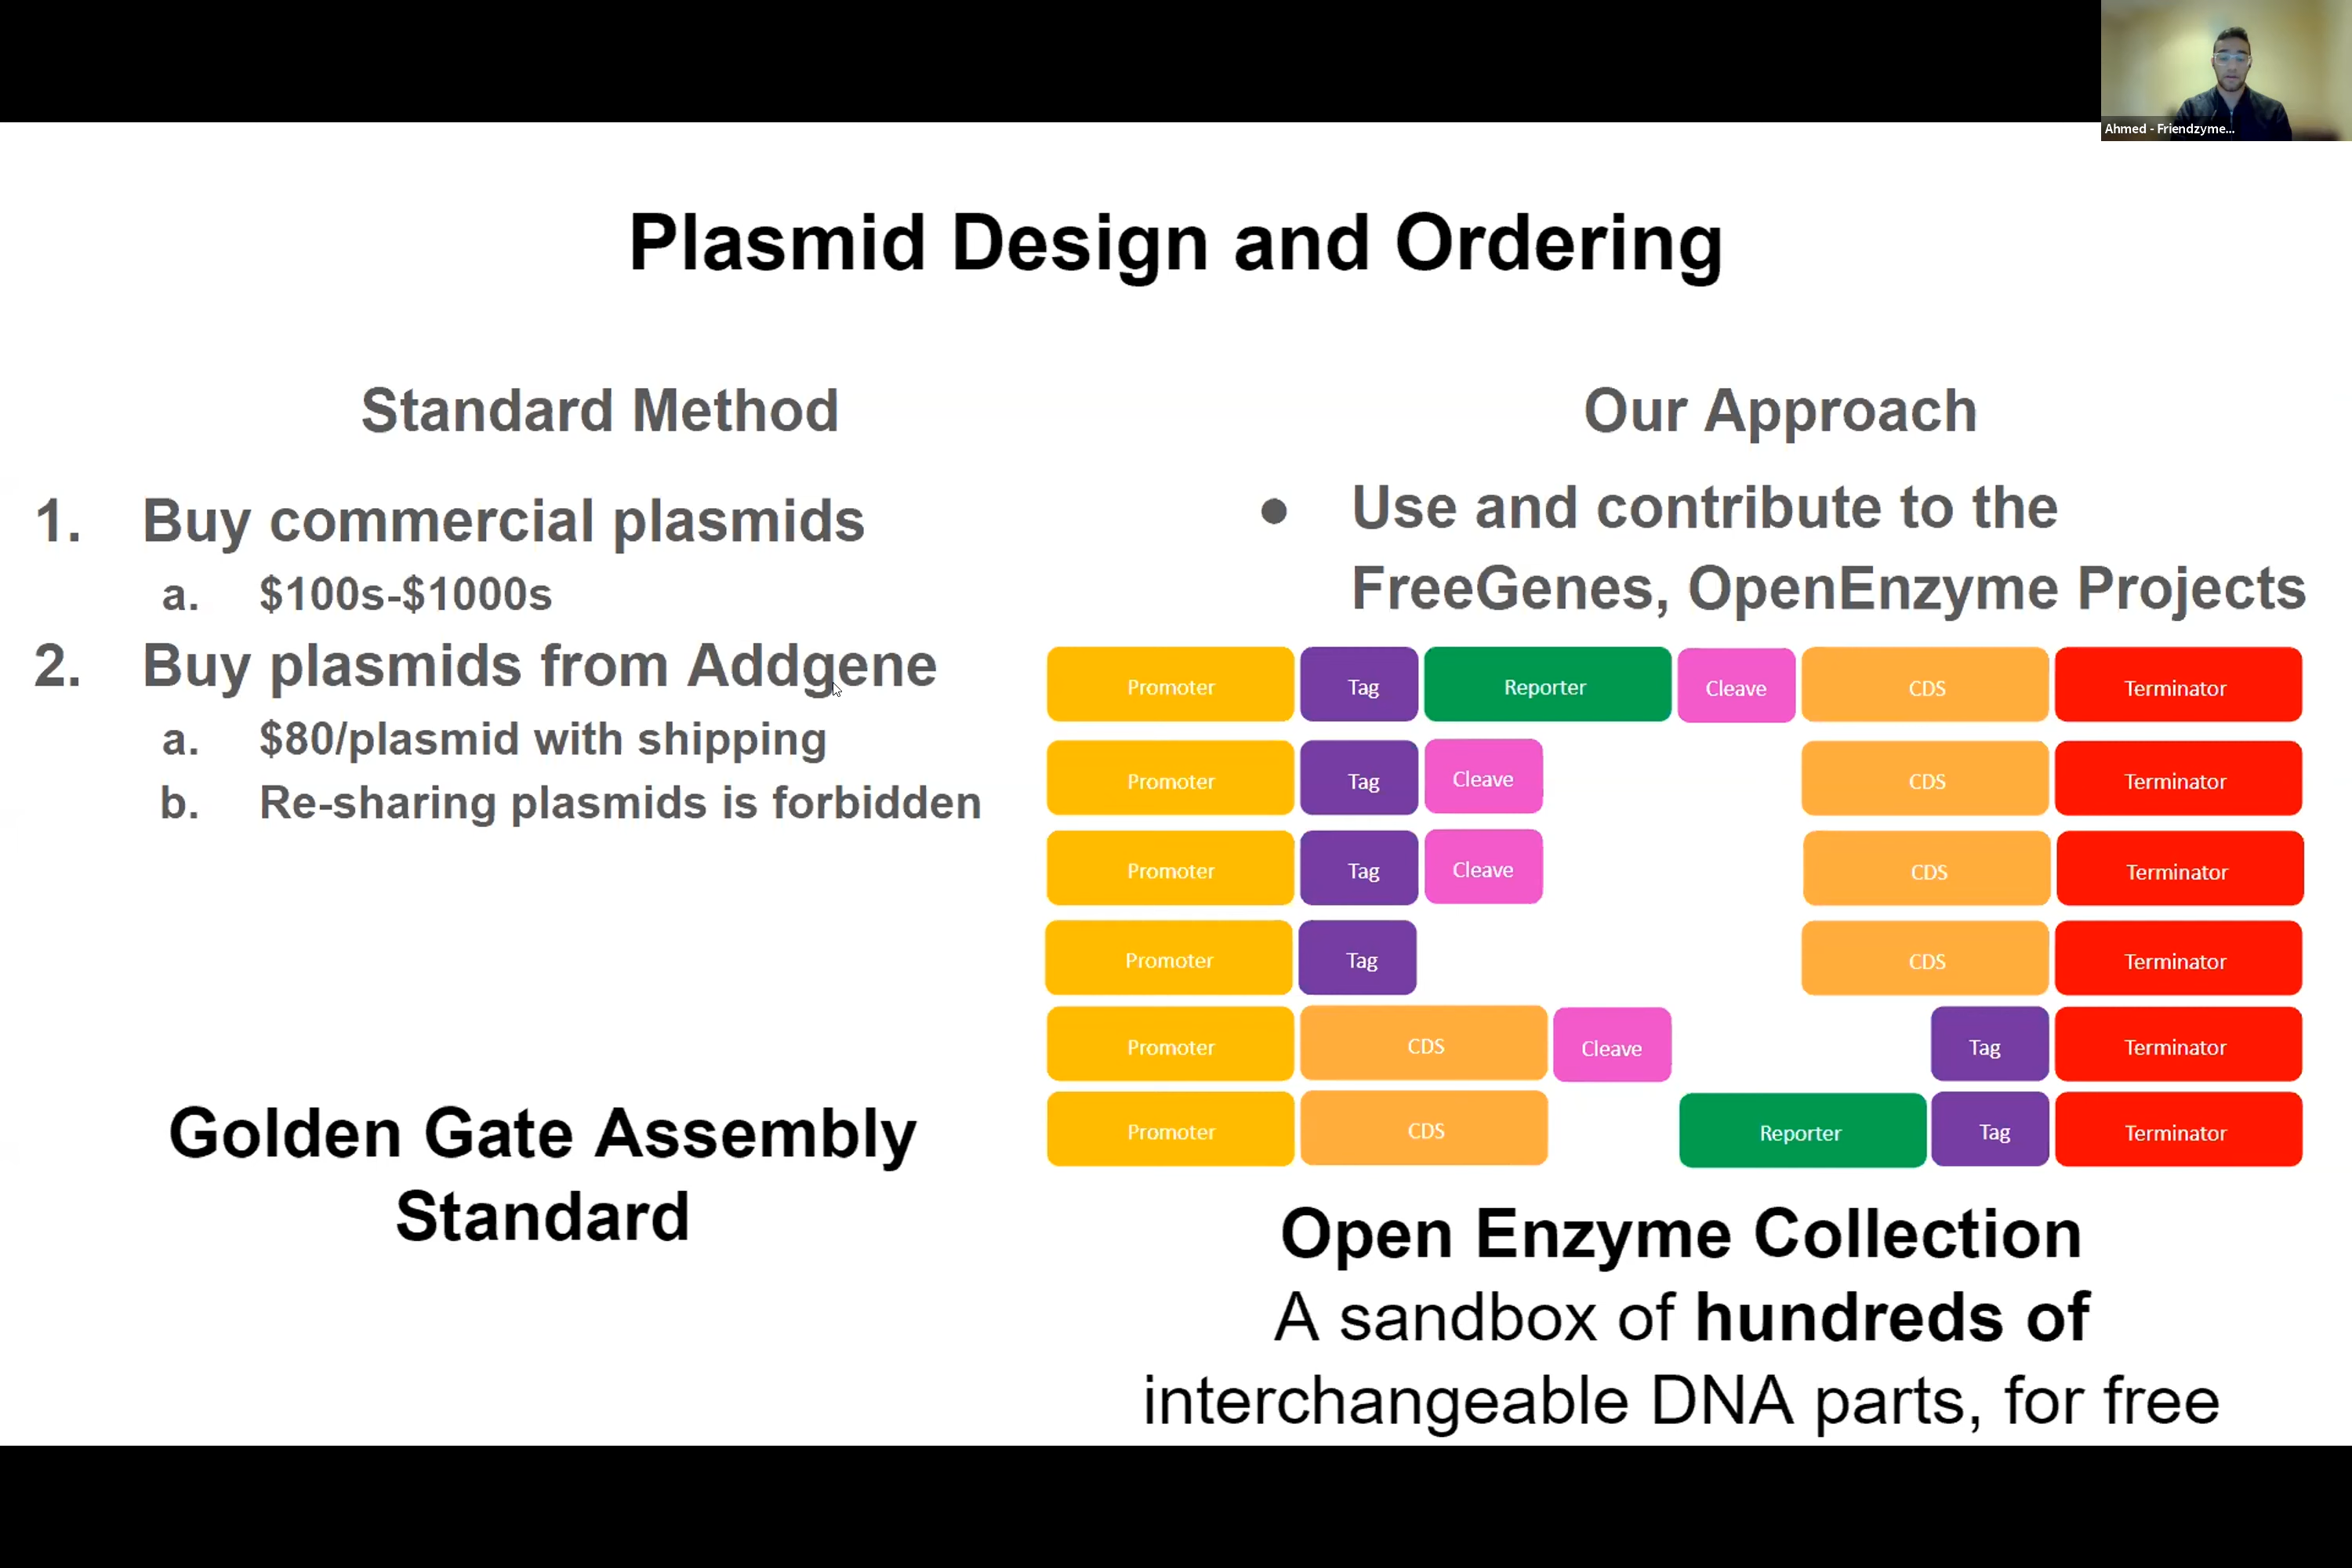 Ahmed - Friendzyme...
Plasmid Design and Ordering
Standard Method
1. Buy commercial plasmids
a. $100s-$1000s
2. Buy plasmids from Addgene
a. $80/plasmid with shipping
b. Re-sharing plasmids is forbidden
Golden Gate Assembly
Standard
Our Approach
● Use and contribute to the
FreeGenes, OpenEnzyme Projects
Promoter Tag Reporter Cleave CDS Terminator
Promoter Tag Cleave CDS Terminator
Promoter Tag Cleave CDS Terminator
Promoter Tag CDS Terminator
Promoter CDS Cleave Tag Terminator
Promoter CDS Reporter Tag Terminator
Open Enzyme Collection
A sandbox of hundreds of
interchangeable DNA parts, for free